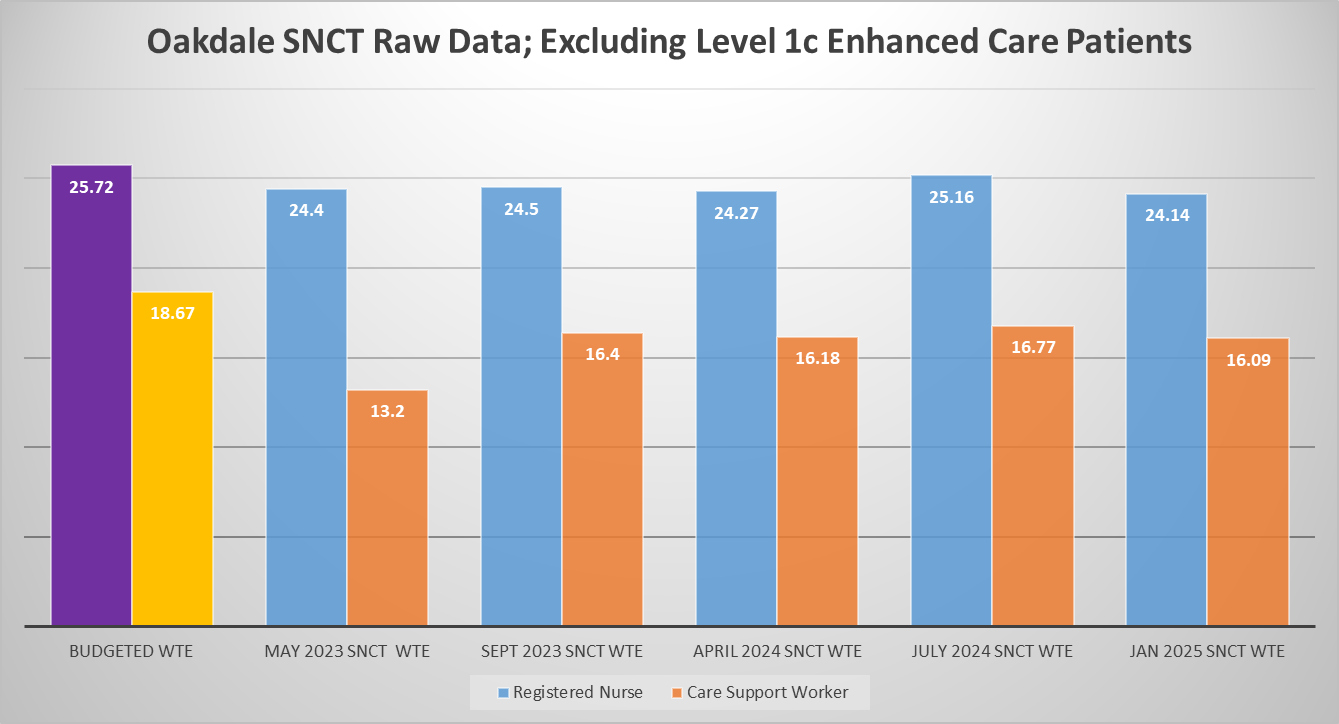 Oakdale SNCT Raw Data; Excluding Level 1c Enhanced Care Patients
25.72
18.67
24.4
13.2
24.5
16.4
24.27
16.18
25.16
16.77
24.14
16.09
BUDGETED WTE
MAY 2023 SNCT WTE
SEPT 2023 SNCT WTE
APRIL 2024 SNCT WTE
JULY 2024 SNCT WTE
JAN 2025 SNCT WTE
Registered Nurse
Care Support Worker